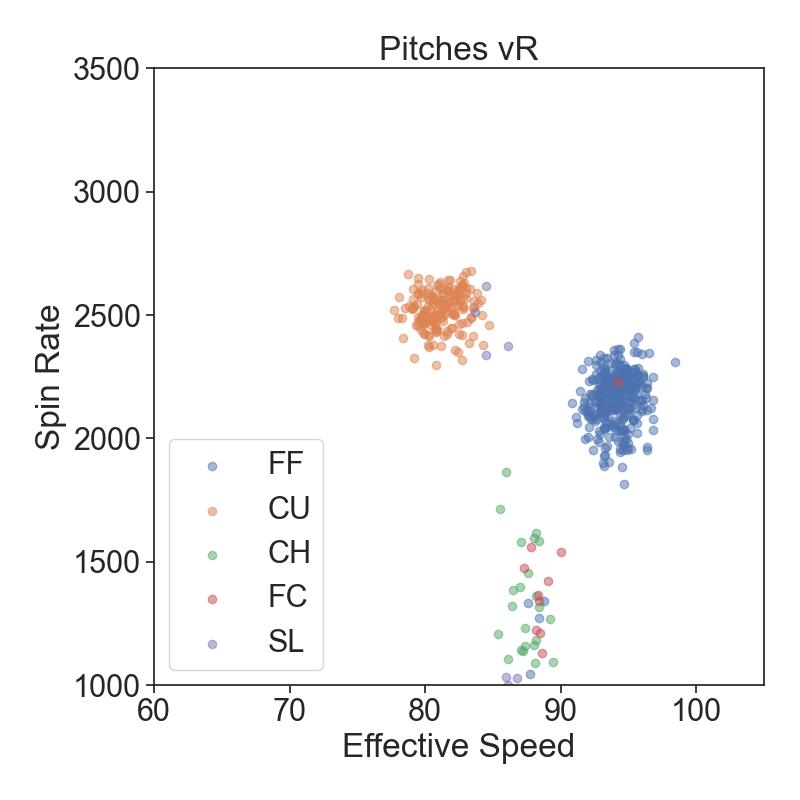 Pitches vR
3500
3000
2500
2000
1500
1000
Spin Rate
FF
CU
CH
FC
SL
60 70 80 90 100
Effective Speed